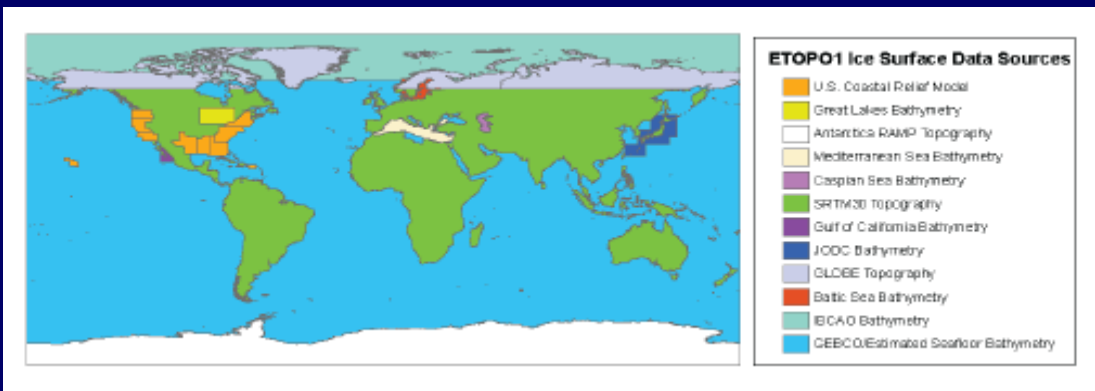 ETOPO1 Ice Surface Data Sources
U.S. Coastal Relief Model
Great Lakes Bathymetry
Antarctica RAMP Topography
Mediterranean Sea Bathymetry
Caspian Sea Bathymetry
SRTM30 Topography
Gulf of California Bathymetry
JODC Bathymetry
GLOBE Topography
Baltic Sea Bathymetry
IBCAO Bathymetry
GEBCO/Estimated Seafloor Bathymetry